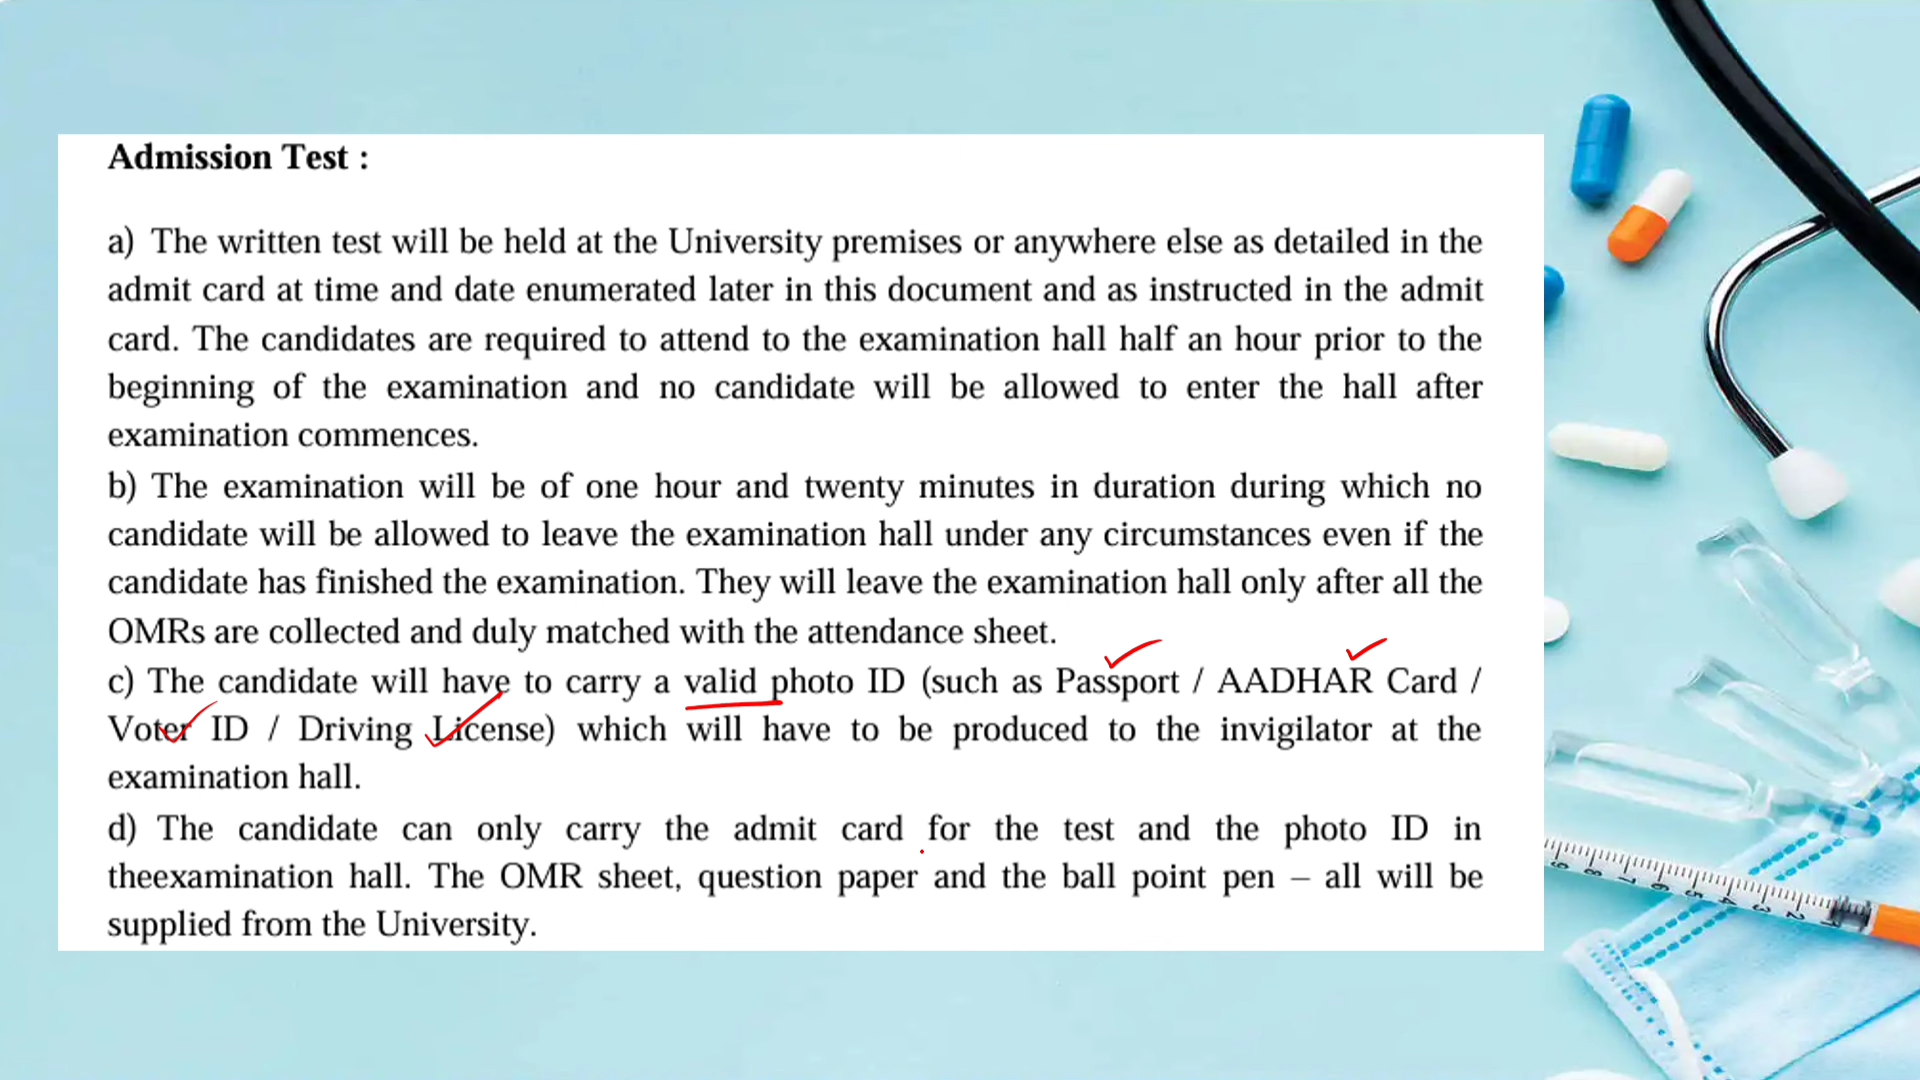 Admission Test :
a) The written test will be held at the University premises or anywhere else as detailed in the
admit card at time and date enumerated later in this document and as instructed in the admit
card. The candidates are required to attend to the examination hall half an hour prior to the
beginning of the examination and no candidate will be allowed to enter the hall after
examination commences.
b) The examination will be of one hour and twenty minutes in duration during which no
candidate will be allowed to leave the examination hall under any circumstances even if the
candidate has finished the examination. They will leave the examination hall only after all the
OMRs are collected and duly matched with the attendance sheet.
c) The candidate will have to carry a valid photo ID (such as Passport / AADHAR Card /
Voter ID / Driving License) which will have to be produced to the invigilator at the
examination hall.
d) The candidate can only carry the admit card for the test and the photo ID in
theexamination hall. The OMR sheet, question paper and the ball point pen – all will be
supplied from the University.